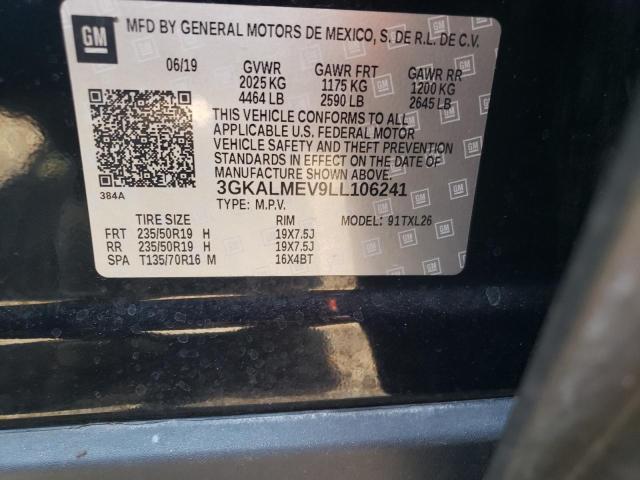 GM
MFD BY GENERAL MOTORS DE MEXICO, S. DE R.L. DE C.V.
06/19 GVWR GAWR FRT GAWR RR
2025 KG 1175 KG 1200 KG
4464 LB 2590 LB 2645 LB
THIS VEHICLE CONFORMS TO ALL
APPLICABLE U.S. FEDERAL MOTOR
VEHICLE SAFETY AND THEFT PREVENTION
STANDARDS IN EFFECT ON THE DATE OF
MANUFACTURE SHOWN ABOVE.
384A
3GKALMEV9LL106241
TYPE: M.P.V.
TIRE SIZE RIM MODEL: 91TXL26
FRT 235/50R19 H 19X7.5J
RR 235/50R19 H 19X7.5J
SPA T135/70R16 M 16X4BT